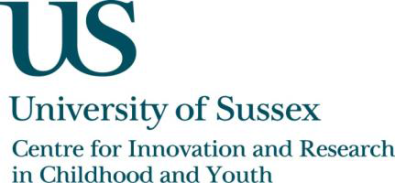 US
University of Sussex
Centre for Innovation and Research
in Childhood and Youth